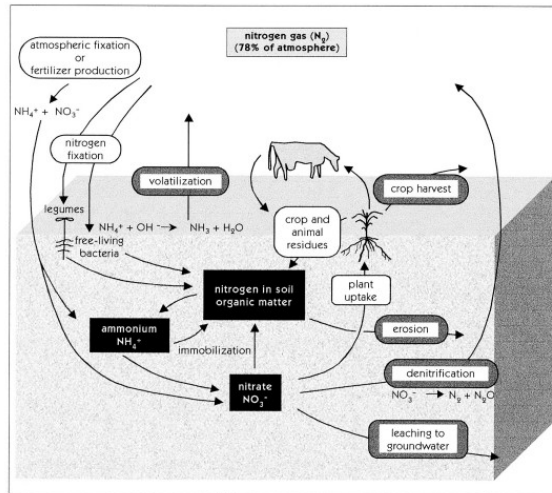 nitrogen gas (N₂)
(78% of atmosphere)
atmospheric fixation
or
fertilizer production
NH₄⁺ + NO₃⁻
nitrogen
fixation
volatilization
crop harvest
legumes
NH₄⁺ + OH⁻ → NH₃ + H₂O
free-living
bacteria
crop and
animal
residues
nitrogen in soil
organic matter
plant
uptake
ammonium
NH₄⁺
immobilization
erosion
nitrate
NO₃⁻
denitrification
NO₃⁻ → N₂ + N₂O
leaching to
groundwater